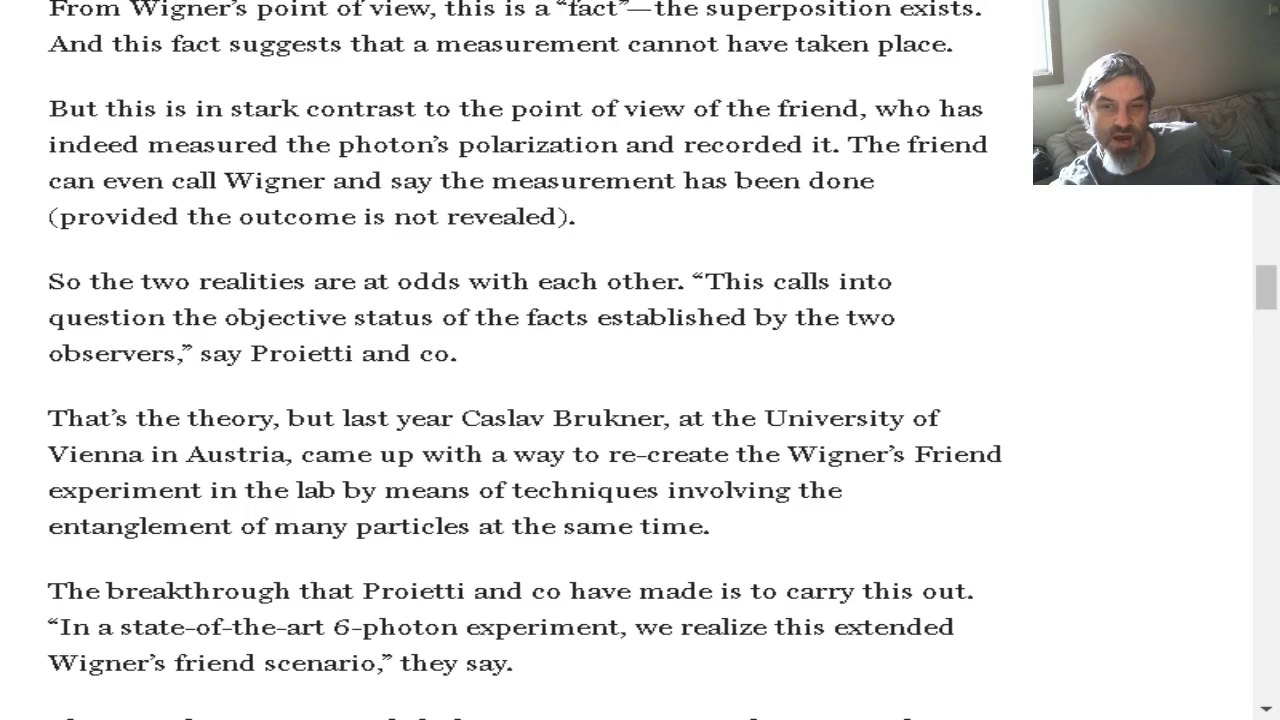 From Wigner’s point of view, this is a “fact”—the superposition exists.
And this fact suggests that a measurement cannot have taken place.
But this is in stark contrast to the point of view of the friend, who has
indeed measured the photon’s polarization and recorded it. The friend
can even call Wigner and say the measurement has been done
(provided the outcome is not revealed).
So the two realities are at odds with each other. “This calls into
question the objective status of the facts established by the two
observers,” say Proietti and co.
That’s the theory, but last year Caslav Brukner, at the University of
Vienna in Austria, came up with a way to re-create the Wigner’s Friend
experiment in the lab by means of techniques involving the
entanglement of many particles at the same time.
The breakthrough that Proietti and co have made is to carry this out.
“In a state-of-the-art 6-photon experiment, we realize this extended
Wigner’s friend scenario,” they say.